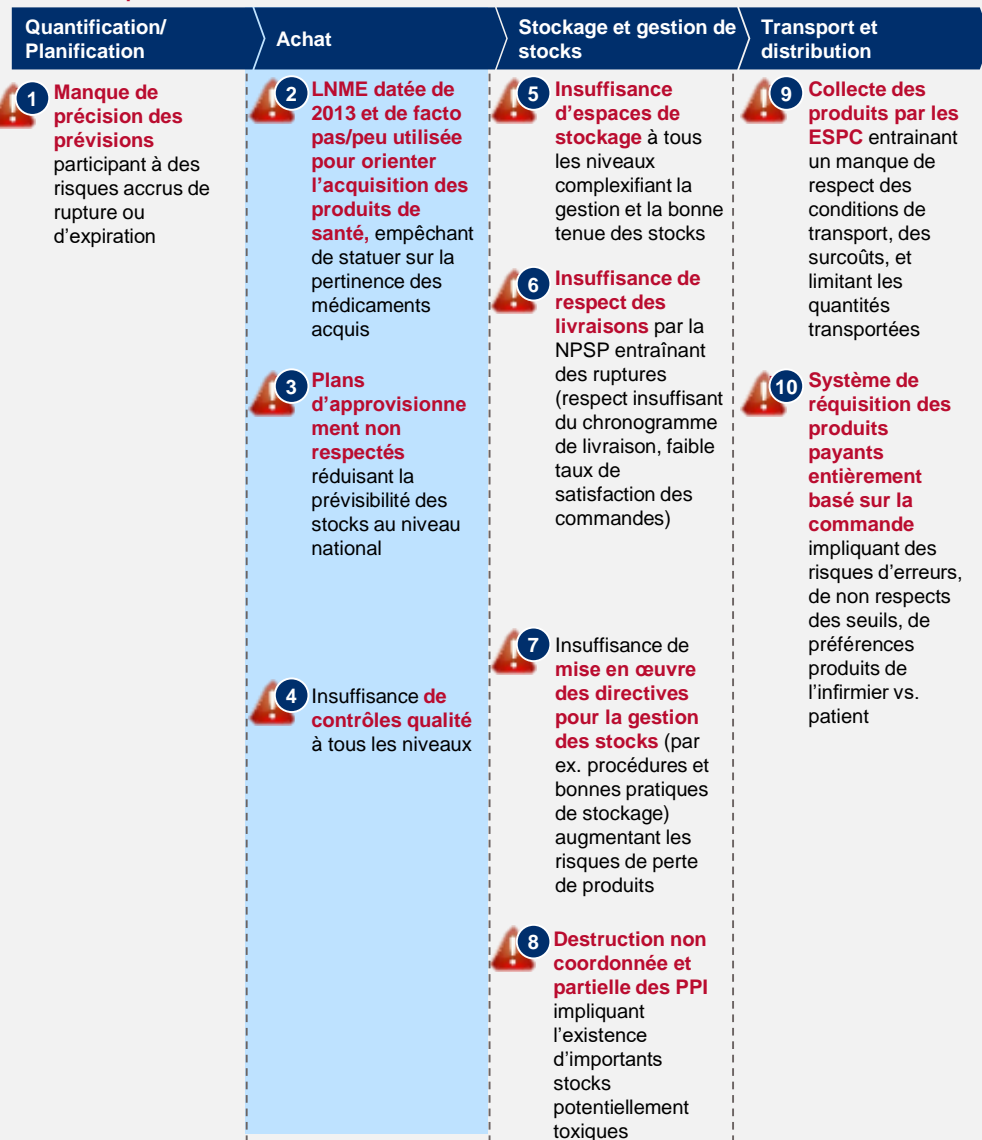 Quantification/
Planification
Achat
Stockage et gestion de
stocks
Transport et
distribution
1
Manque de
précision des
prévisions
participant à des
risques accrus de
rupture ou
d'expiration
2
LNME datée de
2013 et de facto
pas/peu utilisée
pour orienter
l'acquisition des
produits de
santé, empêchant
de statuer sur la
pertinence des
médicaments
acquis
3
Plans
d'approvisionne
ment non
respectés
réduisant la
prévisibilité des
stocks au niveau
national
4
Insuffisance de
contrôles qualité
à tous les niveaux
5
Insuffisance
d'espaces de
stockage à tous
les niveaux
complexifiant la
gestion et la bonne
tenue des stocks
6
Insuffisance de
respect des
livraisons par la
NPSP entraînant
des ruptures
(respect insuffisant
du chronogramme
de livraison, faible
taux de
satisfaction des
commandes)
7
Insuffisance de
mise en œuvre
des directives
pour la gestion
des stocks (par
ex. procédures et
bonnes pratiques
de stockage)
augmentant les
risques de perte
de produits
8
Destruction non
coordonnée et
partielle des PPI
impliquant
l'existence
d'importants
stocks
potentiellement
toxiques
9
Collecte des
produits par les
ESPC entrainant
un manque de
respect des
conditions de
transport, des
surcoûts, et
limitant les
quantités
transportées
10
Système de
réquisition des
produits
payants
entièrement
basé sur la
commande
impliquant des
risques d'erreurs,
de non respects
des seuils, de
préférences
produits de
l'infirmier vs.
patient